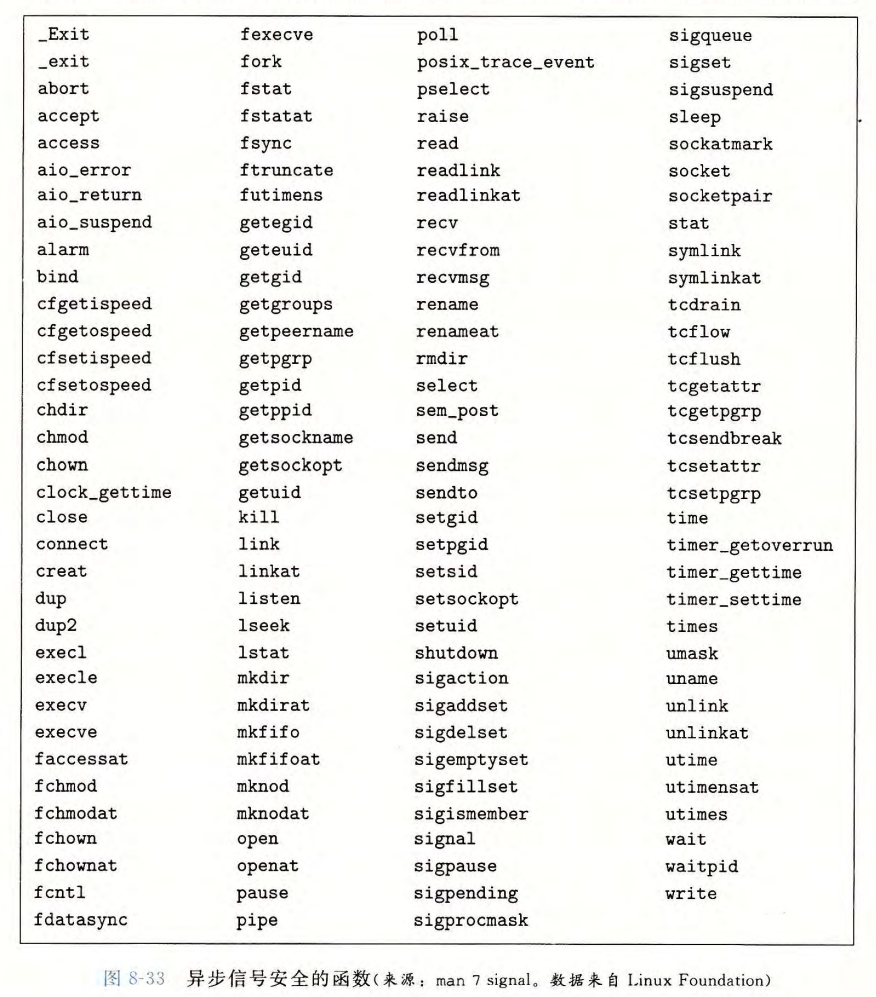 _Exit fexecve poll sigqueue
_exit fork posix_trace_event sigset
abort fstat pselect sigsuspend
accept fstatat raise sleep
access fsync read sockatmark
aio_error ftruncate readlink socket
aio_return futimens readlinkat socketpair
aio_suspend getegid recv stat
alarm geteuid recvfrom symlink
bind getgid recvmsg symlinkat
cfgetispeed getgroups rename tcdrain
cfgetospeed getpeername renameat tcflow
cfsetispeed getpgrp rmdir tcflush
cfsetospeed getpid select tcgetattr
chdir getppid sem_post tcgetpgrp
chmod getsockname send tcsendbreak
chown getsockopt sendmsg tcsetattr
clock_gettime getuid sendto tcsetpgrp
close kill setgid time
connect link setpgid timer_getoverrun
creat linkat setsid timer_gettime
dup listen setsockopt timer_settime
dup2 lseek setuid times
execl lstat shutdown umask
execle mkdir sigaction uname
execv mkdirat sigaddset unlink
execve mkfifo sigdelset unlinkat
faccessat mkfifoat sigemptyset utime
fchmod mknod sigfillset utimensat
fchmodat mknodat sigismember utimes
fchown open signal wait
fchownat openat sigpause waitpid
fcntl pause sigpending write
fdatasync pipe sigprocmask
图 8-33 异步信号安全的函数(来源：man 7 signal。数据来自 Linux Foundation)